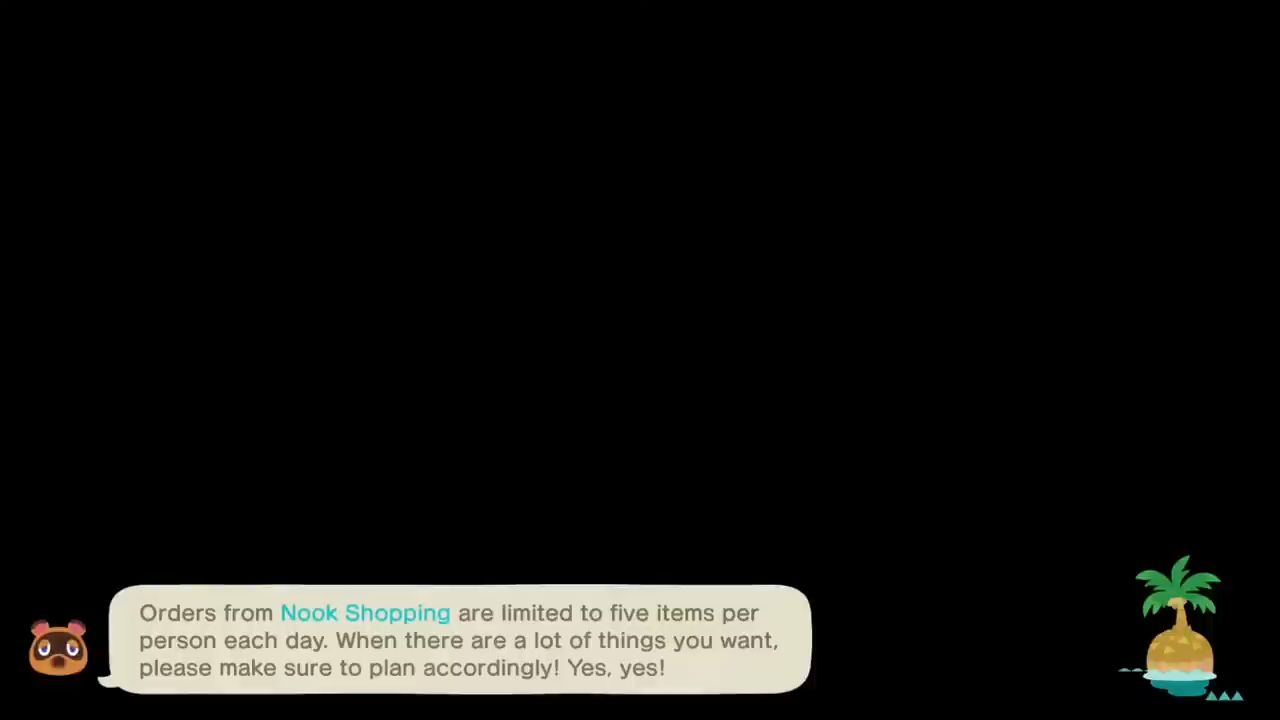 Orders from Nook Shopping are limited to five items per
person each day. When there are a lot of things you want,
please make sure to plan accordingly! Yes, yes!